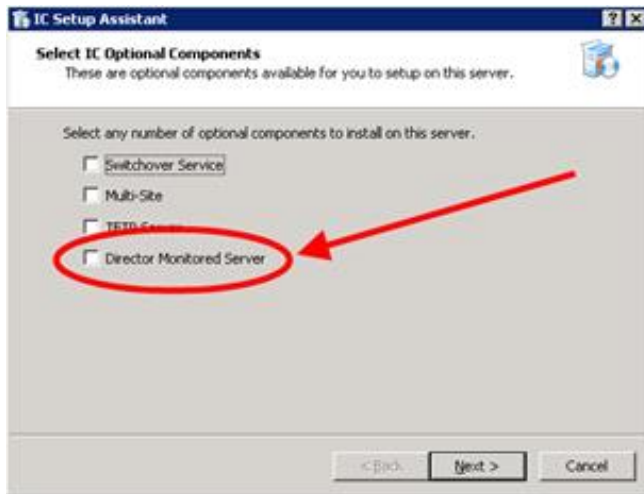 IC Setup Assistant
Select IC Optional Components
These are optional components available for you to setup on this server.
Select any number of optional components to install on this server.
Switchover Service
Multi-Site
TFTP Server
Director Monitored Server
< Back
Next >
Cancel